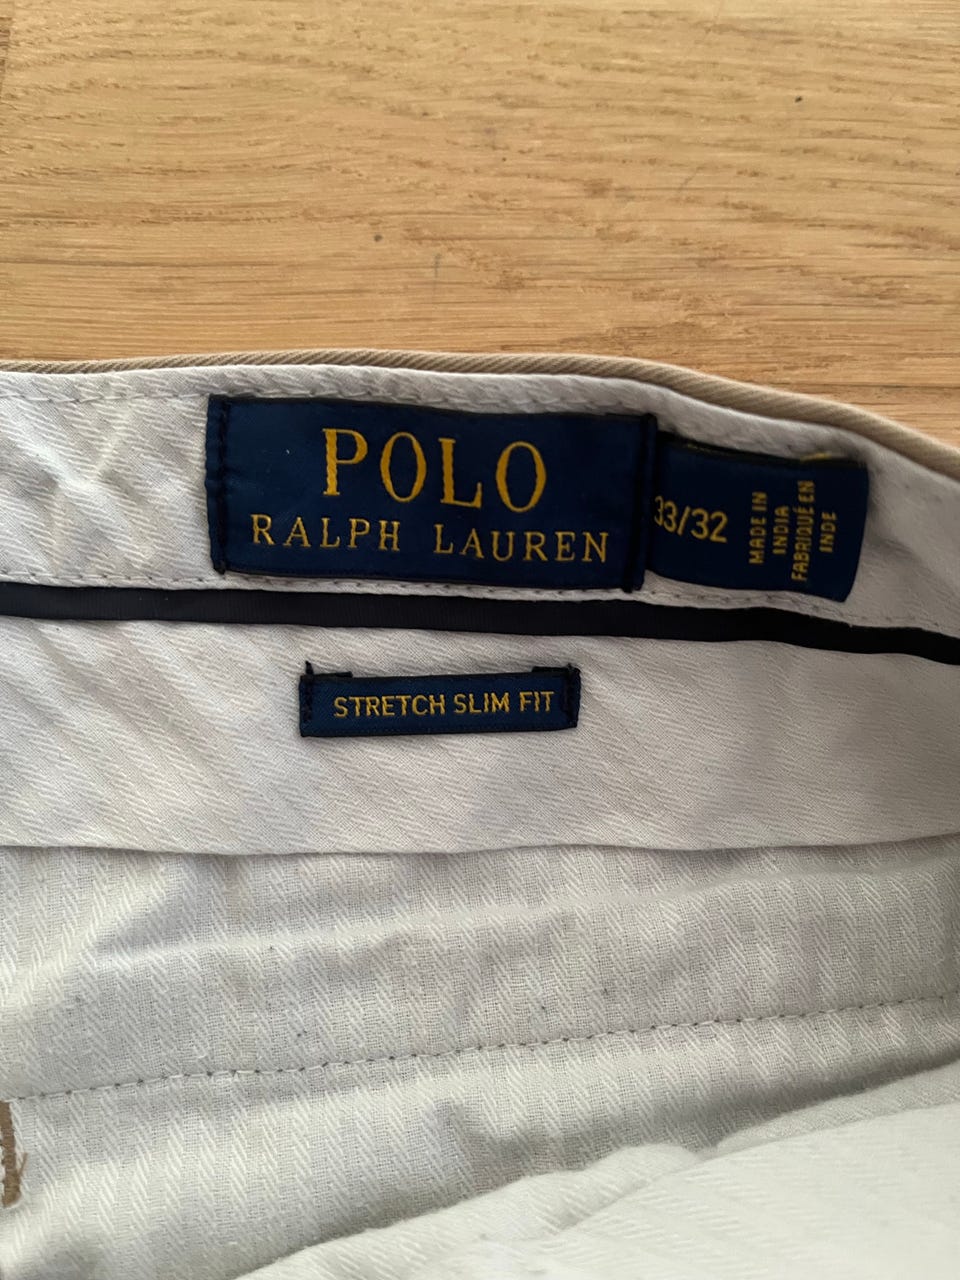 POLO
RALPH LAUREN
33/32
MADE IN
INDIA
FABRIQUÉ EN
INDE
STRETCH SLIM FIT